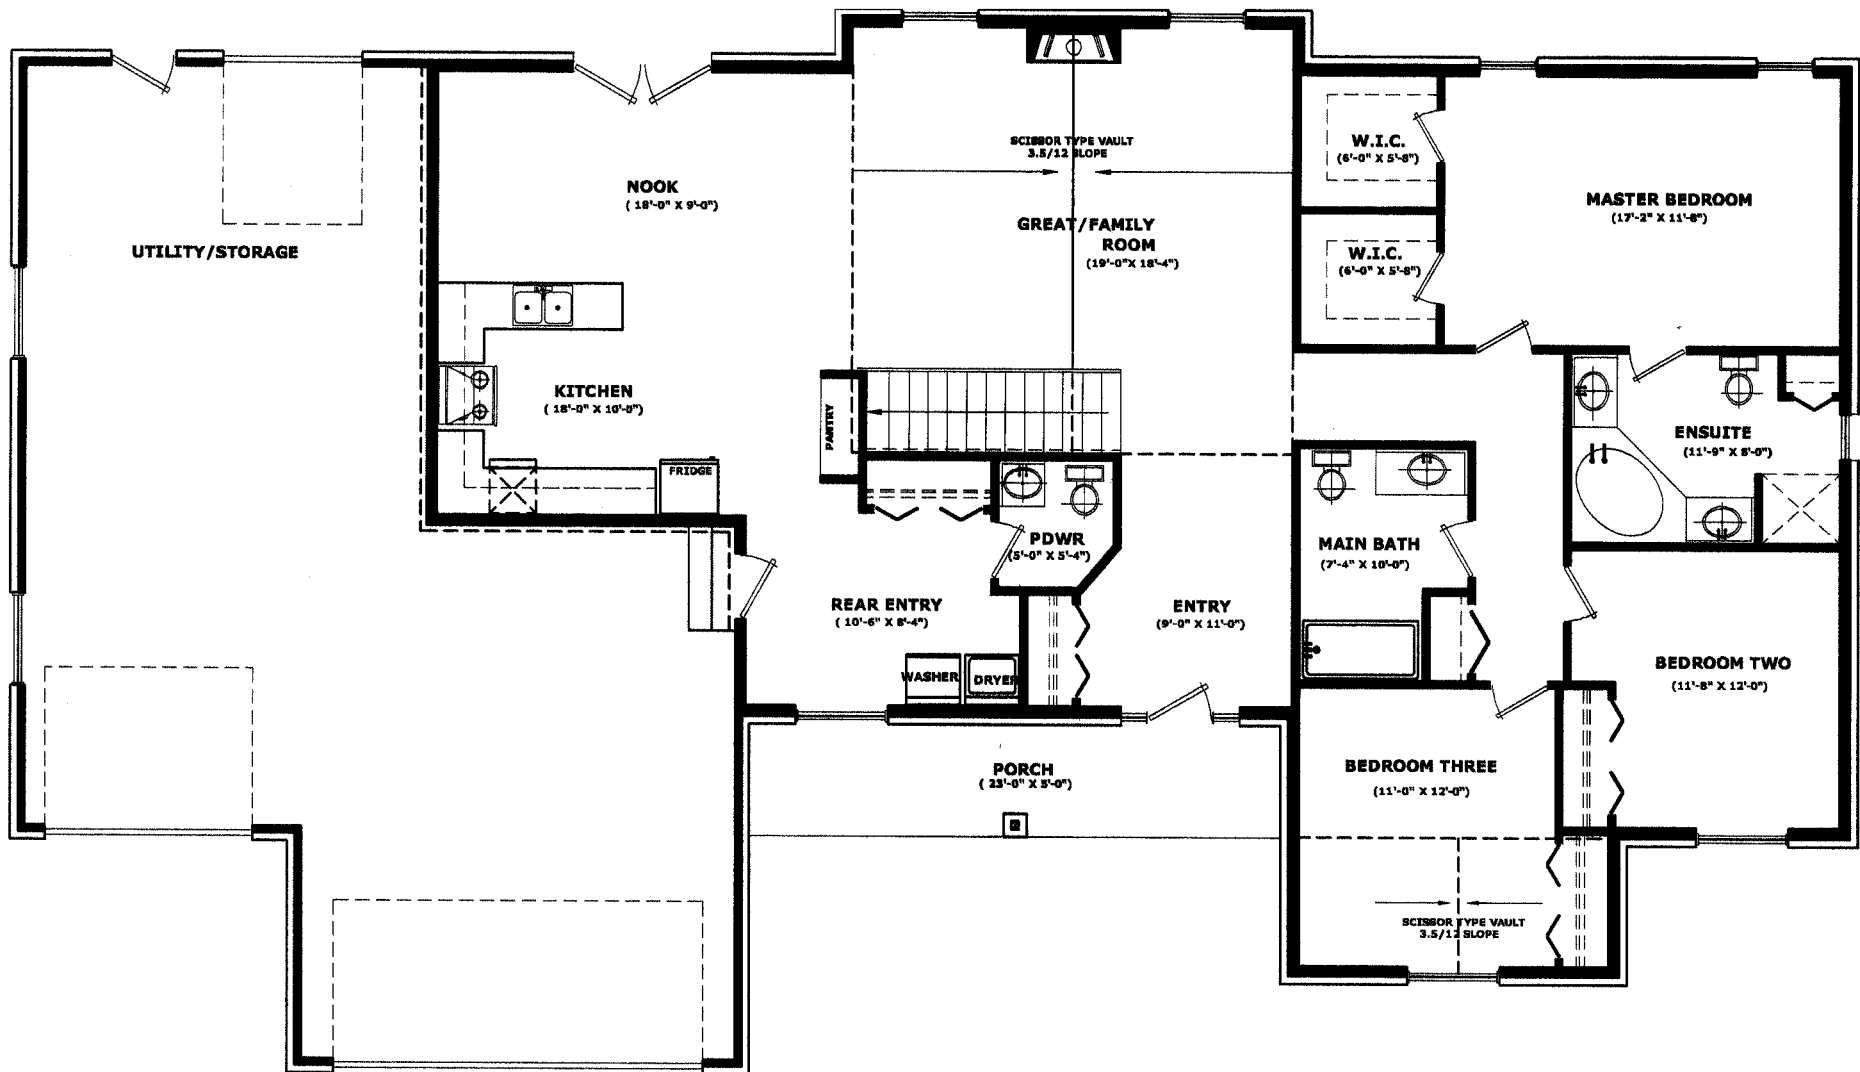 SCISSOR TYPE VAULT
3.5/12 SLOPE
W.I.C.
(6'-0" X 5'-8")
NOOK
( 18'-0" X 9'-0")
MASTER BEDROOM
(17'-2" X 11'-8")
GREAT/FAMILY
ROOM
(19'-0"X 18'-4")
UTILITY/STORAGE
W.I.C.
(6'-0" X 5'-8")
KITCHEN
( 18'-0" X 10'-0")
PANTRY
ENSUITE
(11'-9" X 8'-0")
FRIDGE
PDWR
(5'-0" X 5'-4")
MAIN BATH
(7'-4" X 10'-0")
REAR ENTRY
( 10'-6" X 8'-4")
ENTRY
(9'-0" X 11'-0")
WASHER
DRYER
BEDROOM TWO
(11'-8" X 12'-0")
PORCH
( 23'-0" X 5'-0")
BEDROOM THREE
(11'-0" X 12'-0")
SCISSOR TYPE VAULT
3.5/12 SLOPE